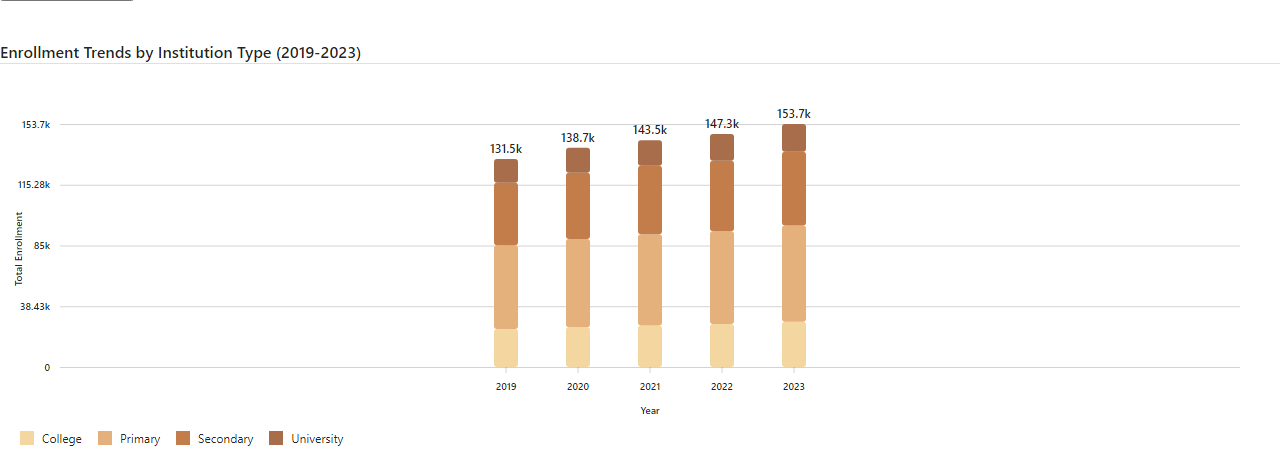 Enrollment Trends by Institution Type (2019-2023)
153.7k
147.3k
143.5k
138.7k
131.5k
153.7k
115.28k
85k
38.43k
0
Total Enrollment
2019 2020 2021 2022 2023
Year
College Primary Secondary University